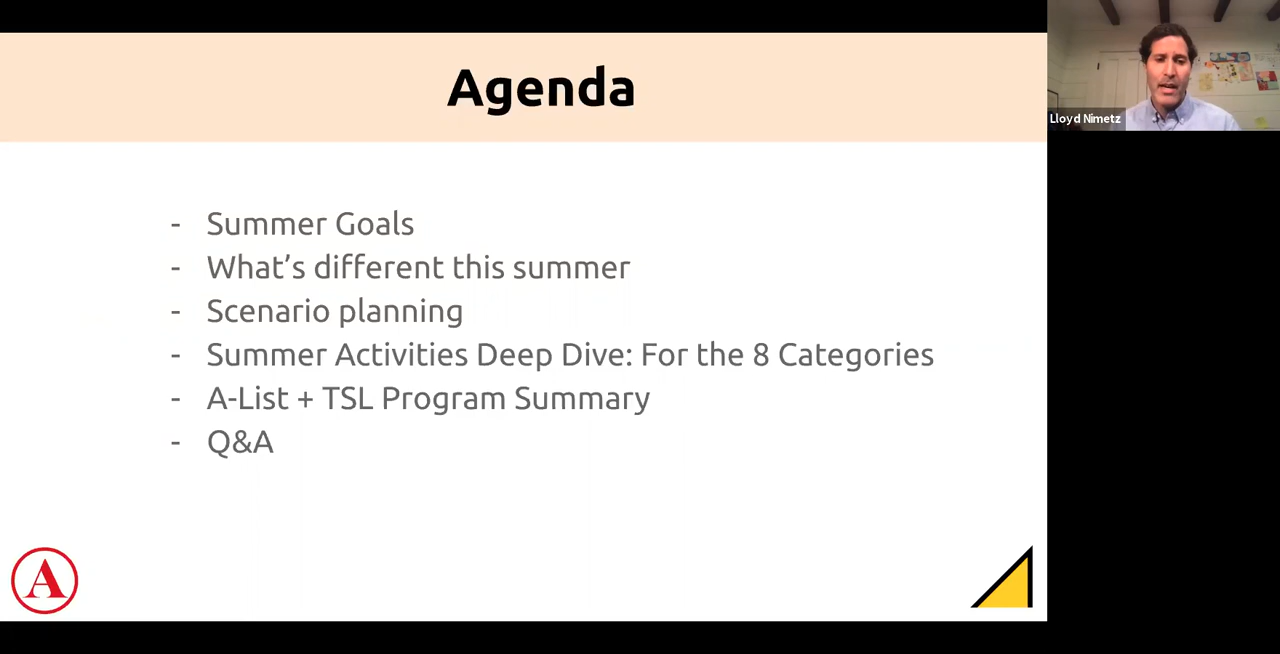 Agenda
Lloyd Nimetz
- Summer Goals
- What's different this summer
- Scenario planning
- Summer Activities Deep Dive: For the 8 Categories
- A-List + TSL Program Summary
- Q&A
A